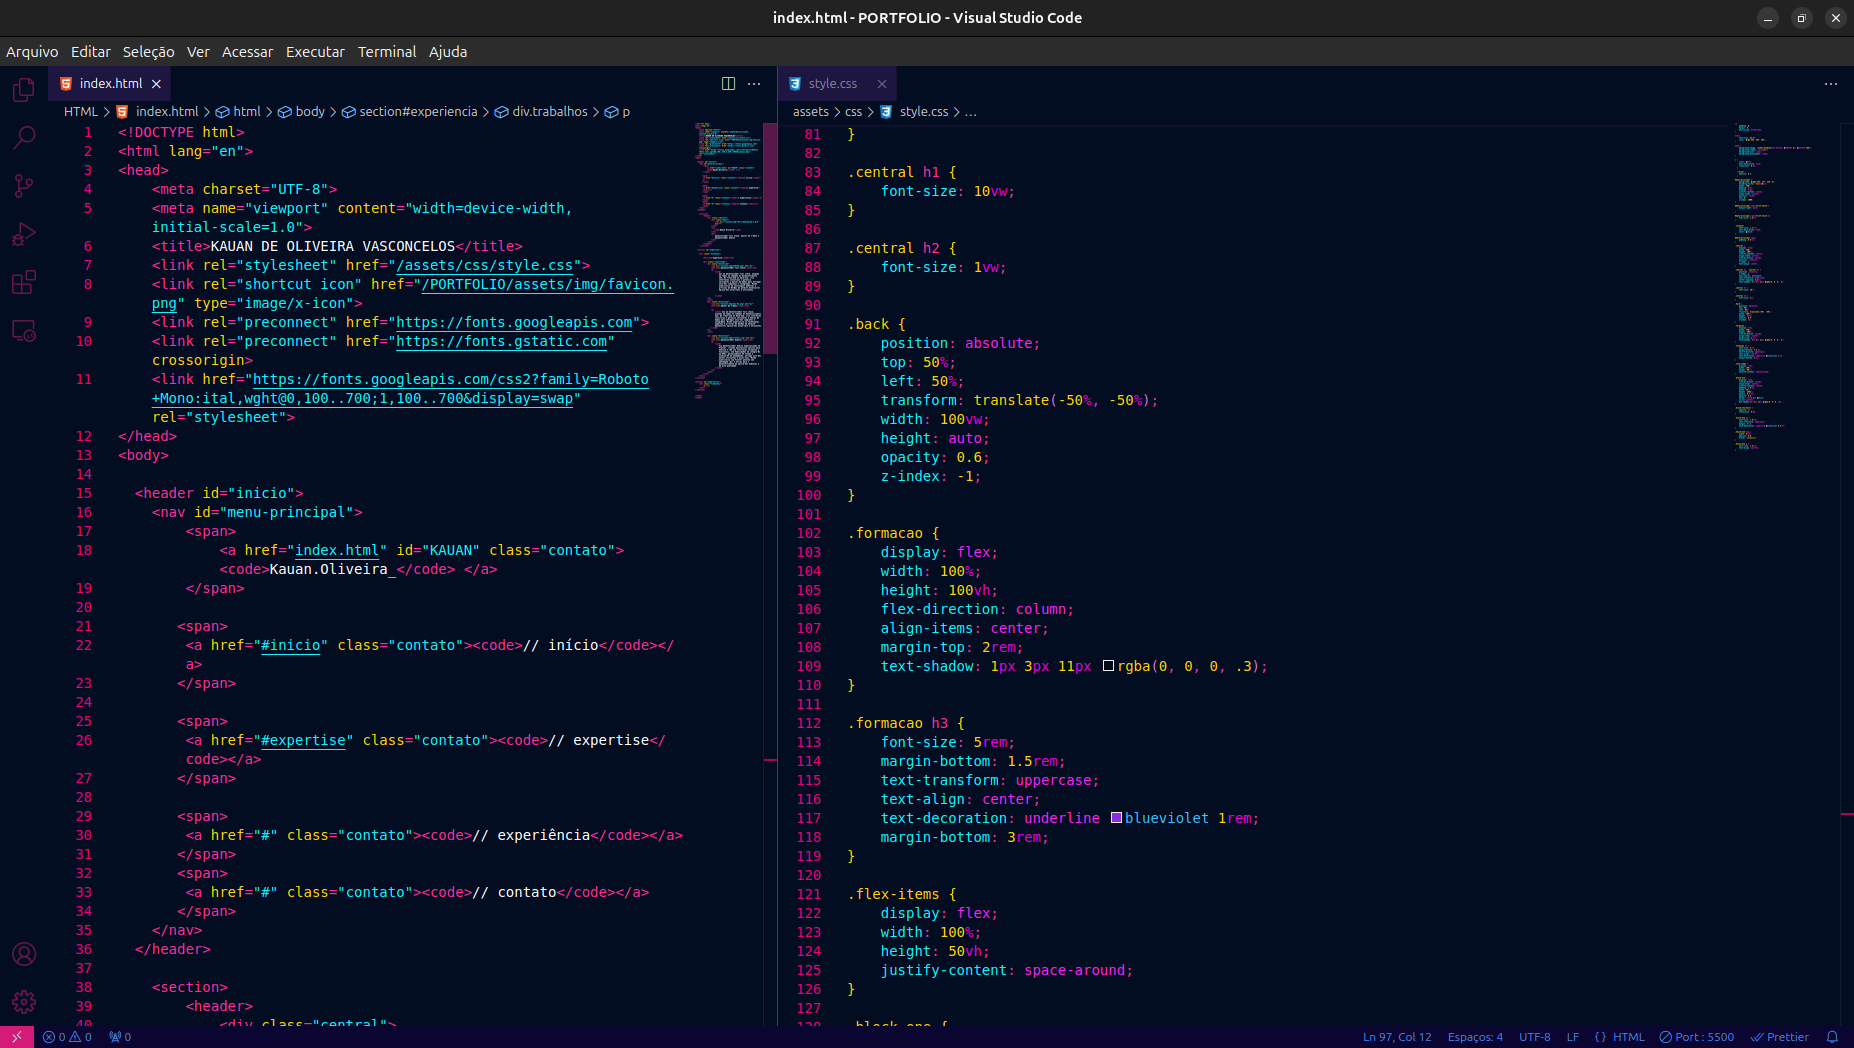 index.html - PORTFOLIO - Visual Studio Code
Arquivo Editar Seleção Ver Acessar Executar Terminal Ajuda
index.html
HTML > index.html > html > body > section#experiencia > div.trabalhos > p
1 <!DOCTYPE html>
2 <html lang="en">
3 <head>
4 <meta charset="UTF-8">
5 <meta name="viewport" content="width=device-width,
initial-scale=1.0">
6 <title>KAUAN DE OLIVEIRA VASCONCELOS</title>
7 <link rel="stylesheet" href="/assets/css/style.css">
8 <link rel="shortcut icon" href="/PORTFOLIO/assets/img/favicon.
png" type="image/x-icon">
9 <link rel="preconnect" href="https://fonts.googleapis.com">
10 <link rel="preconnect" href="https://fonts.gstatic.com"
crossorigin>
11 <link href="https://fonts.googleapis.com/css2?family=Roboto
+Mono:ital,wght@0,100..700;1,100..700&display=swap"
rel="stylesheet">
12 </head>
13 <body>
14
15 <header id="inicio">
16 <nav id="menu-principal">
17 <span>
18 <a href="index.html" id="KAUAN" class="contato">
<code>Kauan.Oliveira_</code> </a>
19 </span>
20
21 <span>
22 <a href="#inicio" class="contato"><code>// início</code></
a>
23 </span>
24
25 <span>
26 <a href="#expertise" class="contato"><code>// expertise</
code></a>
27 </span>
28
29 <span>
30 <a href="#" class="contato"><code>// experiência</code></a>
31 </span>
32 <span>
33 <a href="#" class="contato"><code>// contato</code></a>
34 </span>
35 </nav>
36 </header>
37
38 <section>
39 <header>
40 <div class="central">
style.css
assets > css > style.css > ...
81 }
82
83 .central h1 {
84 font-size: 10vw;
85 }
86
87 .central h2 {
88 font-size: 1vw;
89 }
90
91 .back {
92 position: absolute;
93 top: 50%;
94 left: 50%;
95 transform: translate(-50%, -50%);
96 width: 100vw;
97 height: auto;
98 opacity: 0.6;
99 z-index: -1;
100 }
101
102 .formacao {
103 display: flex;
104 width: 100%;
105 height: 100vh;
106 flex-direction: column;
107 align-items: center;
108 margin-top: 2rem;
109 text-shadow: 1px 3px 11px rgba(0, 0, 0, .3);
110 }
111
112 .formacao h3 {
113 font-size: 5rem;
114 margin-bottom: 1.5rem;
115 text-transform: uppercase;
116 text-align: center;
117 text-decoration: underline blueviolet 1rem;
118 margin-bottom: 3rem;
119 }
120
121 .flex-items {
122 display: flex;
123 width: 100%;
124 height: 50vh;
125 justify-content: space-around;
126 }
127
128 .block-one {
0 0 0 Ln 97, Col 12 Espaços: 4 UTF-8 LF {} HTML Port : 5500 Prettier